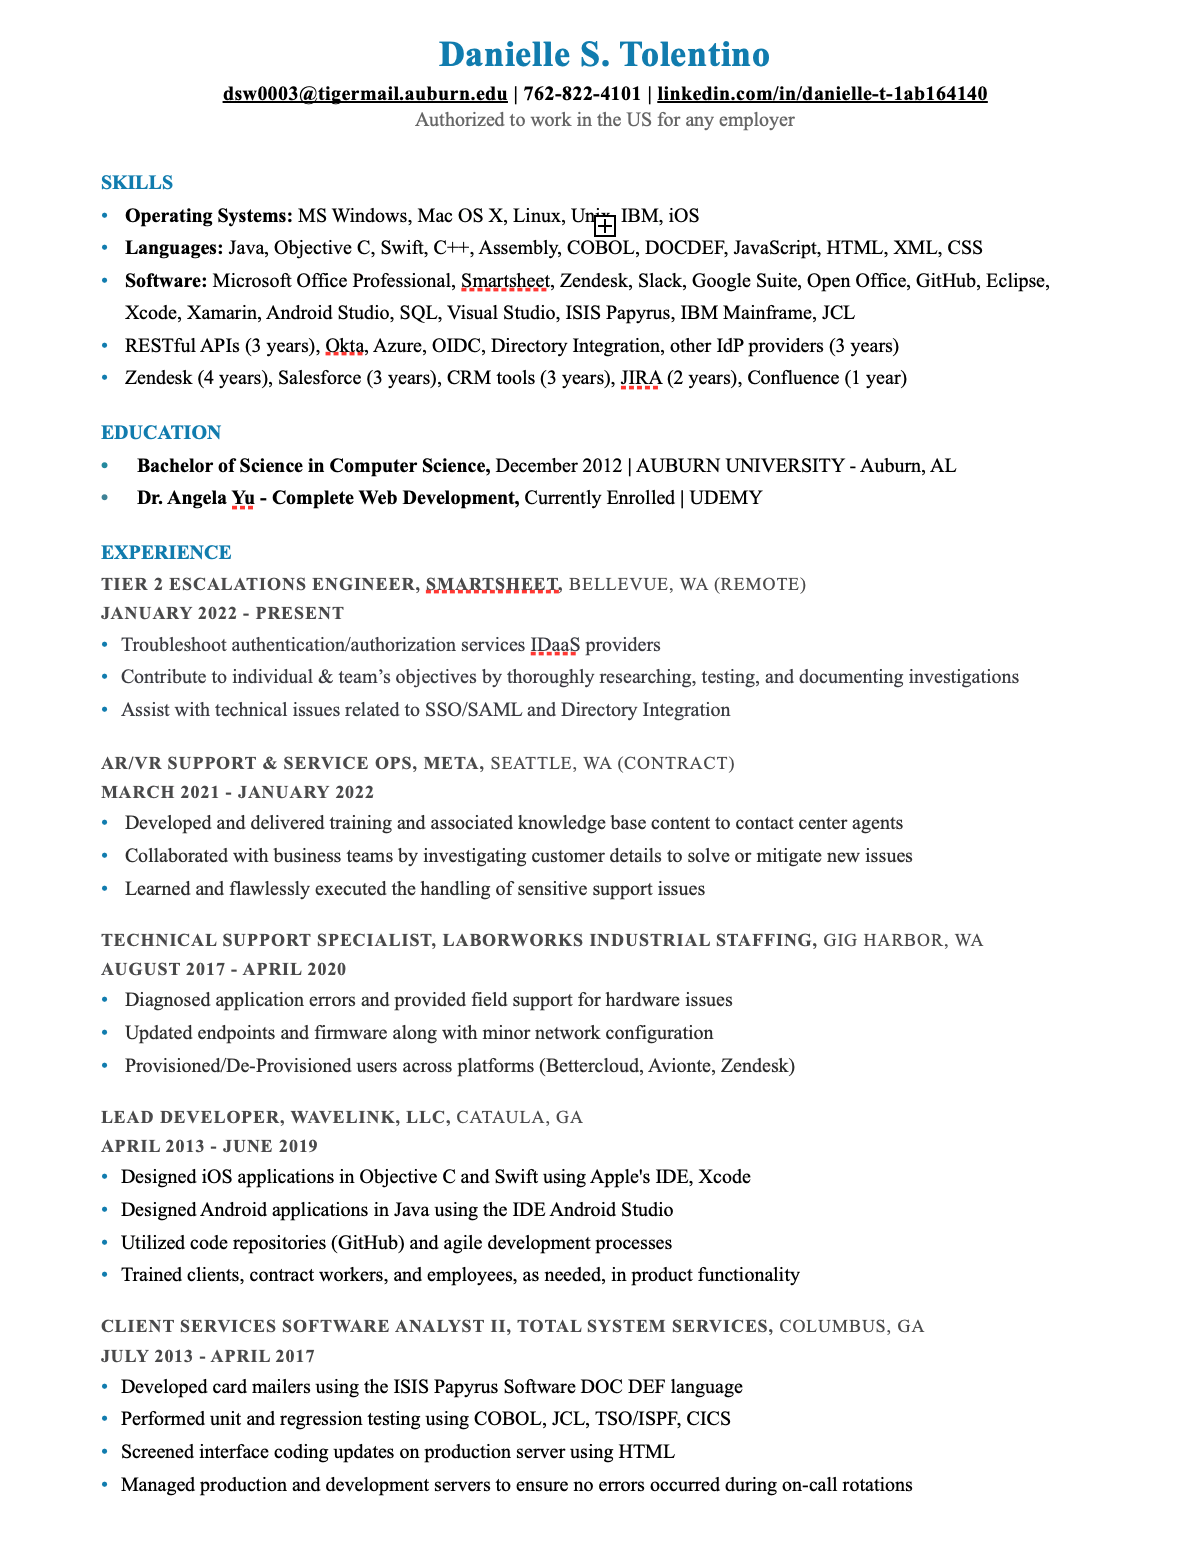 Danielle S. Tolentino
dsw0003@tigermail.auburn.edu | 762-822-4101 | linkedin.com/in/danielle-t-1ab164140
Authorized to work in the US for any employer
SKILLS
• Operating Systems: MS Windows, Mac OS X, Linux, Unix, IBM, iOS
• Languages: Java, Objective C, Swift, C++, Assembly, COBOL, DOCDEF, JavaScript, HTML, XML, CSS
• Software: Microsoft Office Professional, Smartsheet, Zendesk, Slack, Google Suite, Open Office, GitHub, Eclipse,
Xcode, Xamarin, Android Studio, SQL, Visual Studio, ISIS Papyrus, IBM Mainframe, JCL
• RESTful APIs (3 years), Okta, Azure, OIDC, Directory Integration, other IdP providers (3 years)
• Zendesk (4 years), Salesforce (3 years), CRM tools (3 years), JIRA (2 years), Confluence (1 year)
EDUCATION
• Bachelor of Science in Computer Science, December 2012 | AUBURN UNIVERSITY - Auburn, AL
• Dr. Angela Yu - Complete Web Development, Currently Enrolled | UDEMY
EXPERIENCE
TIER 2 ESCALATIONS ENGINEER, SMARTSHEET, BELLEVUE, WA (REMOTE)
JANUARY 2022 - PRESENT
• Troubleshoot authentication/authorization services IDaaS providers
• Contribute to individual & team’s objectives by thoroughly researching, testing, and documenting investigations
• Assist with technical issues related to SSO/SAML and Directory Integration
AR/VR SUPPORT & SERVICE OPS, META, SEATTLE, WA (CONTRACT)
MARCH 2021 - JANUARY 2022
• Developed and delivered training and associated knowledge base content to contact center agents
• Collaborated with business teams by investigating customer details to solve or mitigate new issues
• Learned and flawlessly executed the handling of sensitive support issues
TECHNICAL SUPPORT SPECIALIST, LABORWORKS INDUSTRIAL STAFFING, GIG HARBOR, WA
AUGUST 2017 - APRIL 2020
• Diagnosed application errors and provided field support for hardware issues
• Updated endpoints and firmware along with minor network configuration
• Provisioned/De-Provisioned users across platforms (Bettercloud, Avionte, Zendesk)
LEAD DEVELOPER, WAVELINK, LLC, CATAULA, GA
APRIL 2013 - JUNE 2019
• Designed iOS applications in Objective C and Swift using Apple's IDE, Xcode
• Designed Android applications in Java using the IDE Android Studio
• Utilized code repositories (GitHub) and agile development processes
• Trained clients, contract workers, and employees, as needed, in product functionality
CLIENT SERVICES SOFTWARE ANALYST II, TOTAL SYSTEM SERVICES, COLUMBUS, GA
JULY 2013 - APRIL 2017
• Developed card mailers using the ISIS Papyrus Software DOC DEF language
• Performed unit and regression testing using COBOL, JCL, TSO/ISPF, CICS
• Screened interface coding updates on production server using HTML
• Managed production and development servers to ensure no errors occurred during on-call rotations